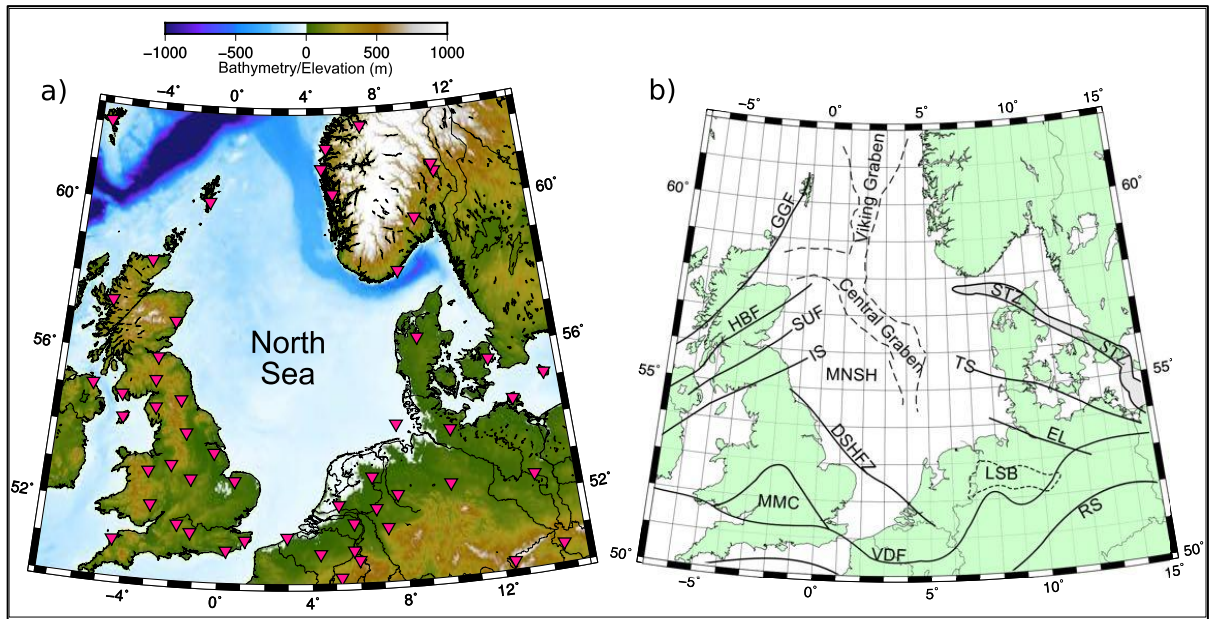 −1000 −500 0 500 1000
Bathymetry/Elevation (m)
a)
−4° 0° 4° 8° 12°
60° 60°
56° 56°
52° 52°
North
Sea
−4° 0° 4° 8° 12°
b)
−5° 0° 5° 10° 15°
60° 60°
55° 55°
50° 50°
GGF
Viking Graben
HBF
SUF
IS
Central Graben
STZ
STZ
TS
MNSH
DSHFZ
EL
LSB
MMC
RS
VDF
−5° 0° 5° 10° 15°